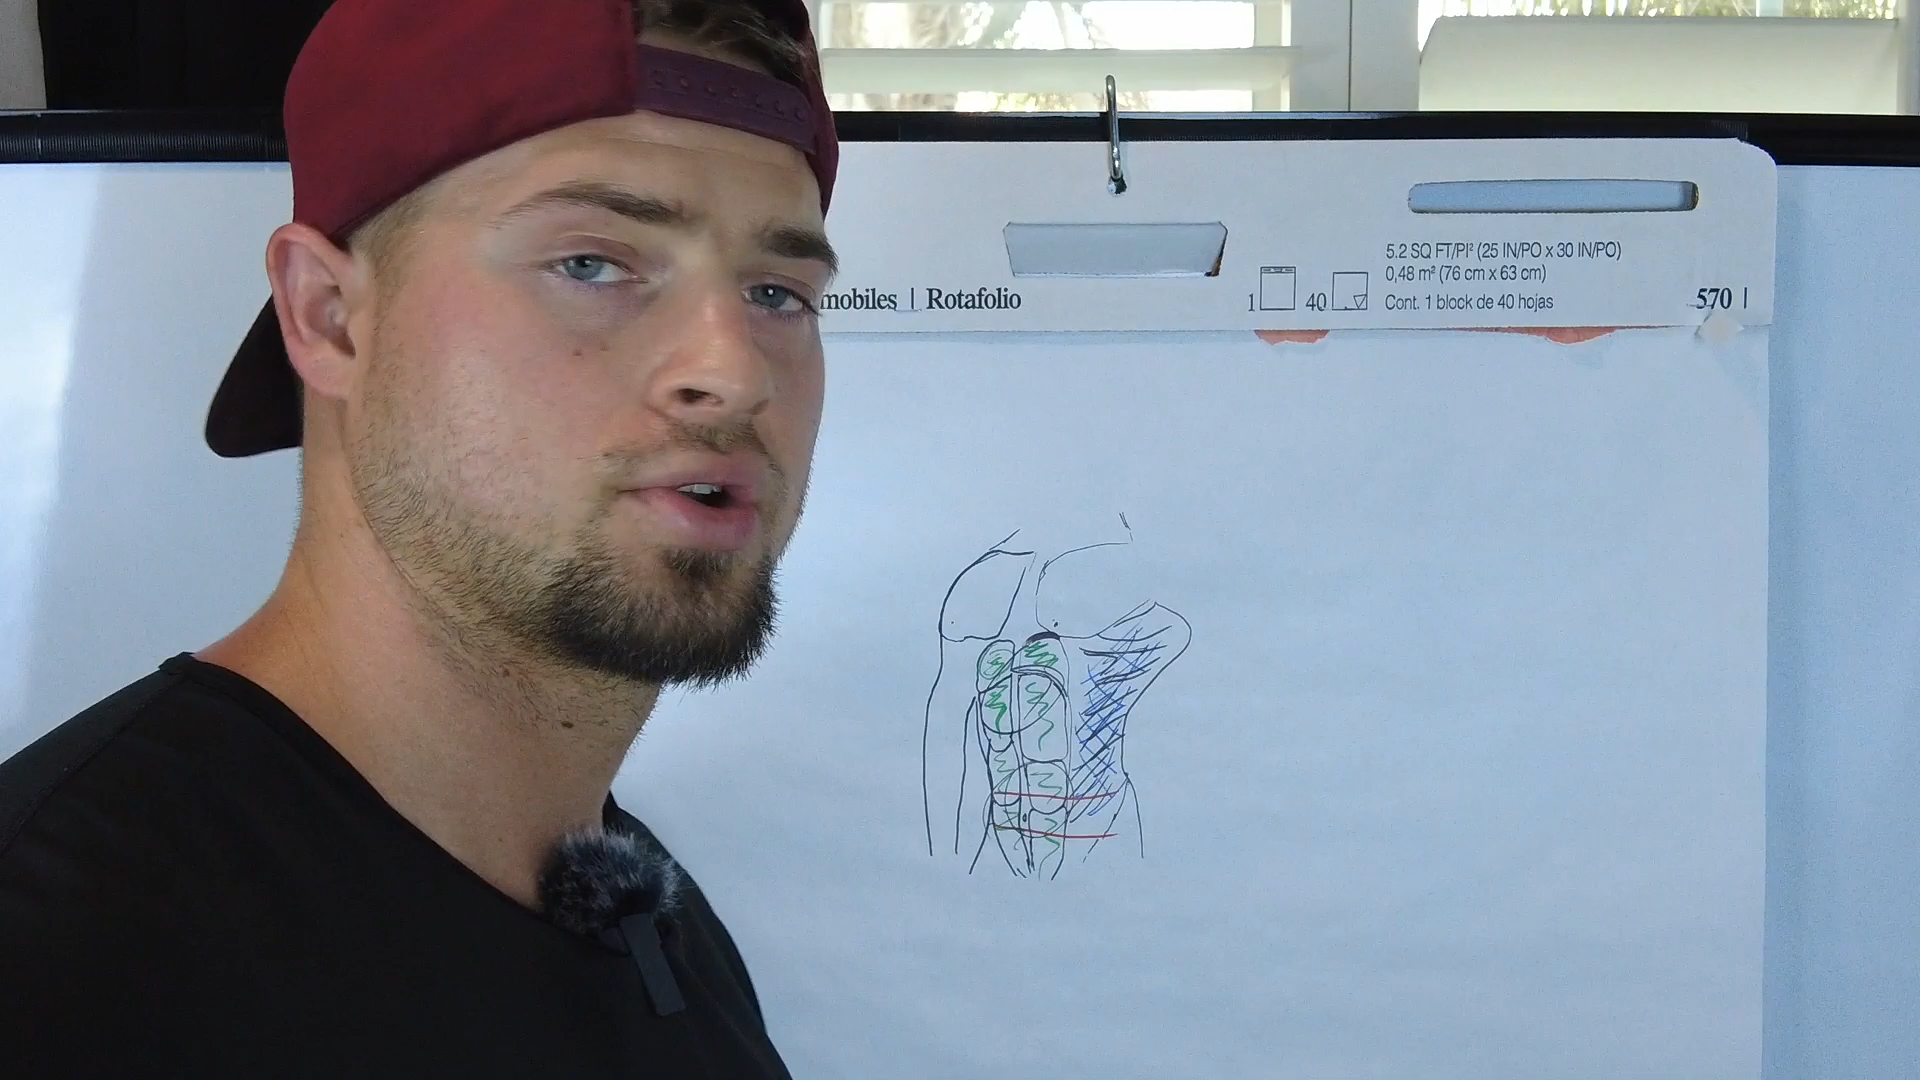 mobiles | Rotafolio
1 40
5.2 SQ FT/PI² (25 IN/PO x 30 IN/PO)
0,48 m² (76 cm x 63 cm)
Cont. 1 block de 40 hojas
570 |